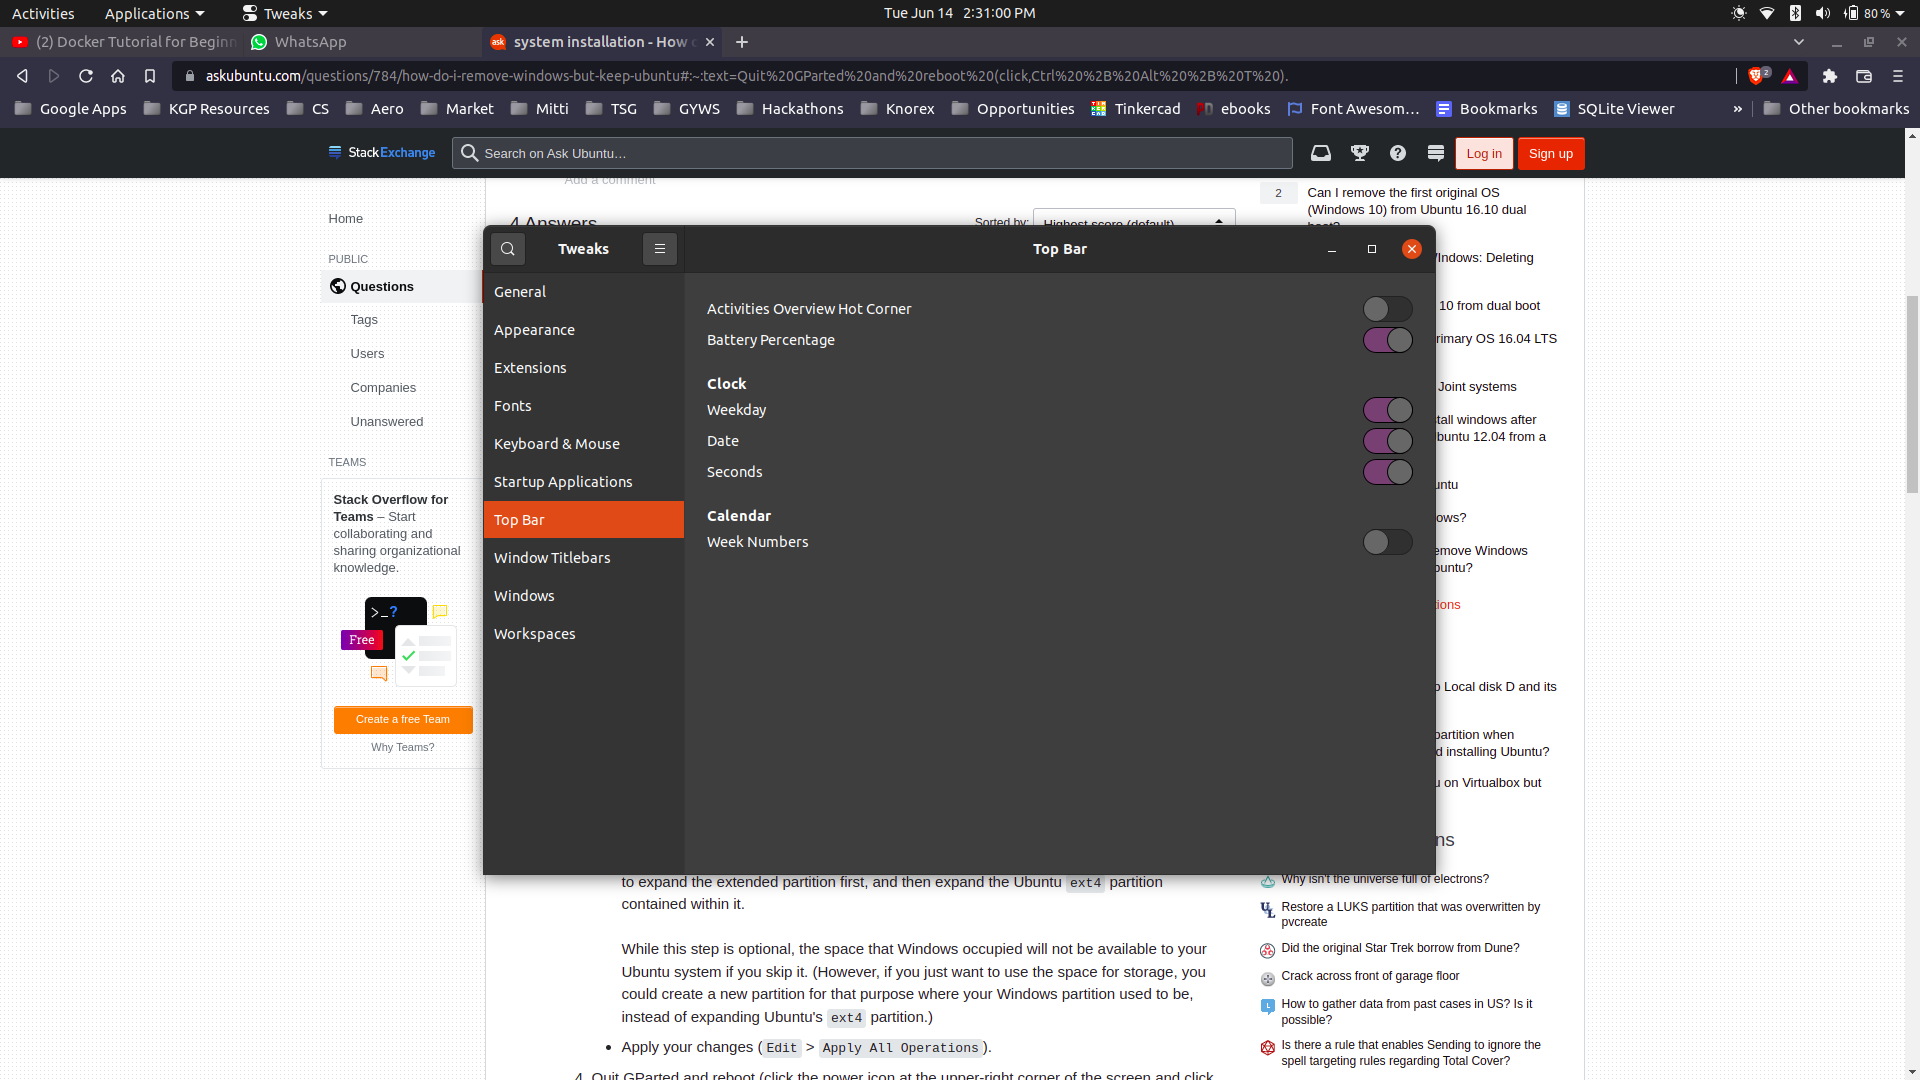 Activities Applications Tweaks Tue Jun 14 2:31:00 PM 80 %
(2) Docker Tutorial for Beginn WhatsApp system installation - How
askubuntu.com/questions/784/how-do-i-remove-windows-but-keep-ubuntu#:~:text=Quit%20GParted%20and%20reboot%20(click,Ctrl%20%2B%20Alt%20%2B%20T%20). 2
Google Apps KGP Resources CS Aero Market Mitti TSG GYWS Hackathons Knorex Opportunities Tinkercad ebooks Font Awesom… Bookmarks SQLite Viewer » Other bookmarks
StackExchange Search on Ask Ubuntu… Log in Sign up
Add a comment
4 Answers Sorted by: Highest score (default)
Home
PUBLIC
Questions
Tags
Users
Companies
Unanswered
TEAMS
Stack Overflow for
Teams – Start
collaborating and
sharing organizational
knowledge.
>_?
Free
Create a free Team
Why Teams?
Tweaks
General
Appearance
Extensions
Fonts
Keyboard & Mouse
Startup Applications
Top Bar
Window Titlebars
Windows
Workspaces
Top Bar
Activities Overview Hot Corner
Battery Percentage
Clock
Weekday
Date
Seconds
Calendar
Week Numbers
to expand the extended partition first, and then expand the Ubuntu ext4 partition
contained within it.
While this step is optional, the space that Windows occupied will not be available to your
Ubuntu system if you skip it. (However, if you just want to use the space for storage, you
could create a new partition for that purpose where your Windows partition used to be,
instead of expanding Ubuntu's ext4 partition.)
• Apply your changes (Edit > Apply All Operations).
4. Quit GParted and reboot (click the power icon at the upper-right corner of the screen and click
2 Can I remove the first original OS
(Windows 10) from Ubuntu 16.10 dual
boot?
: Deleting
10 from dual boot
OS 16.04 LTS
Joint systems
windows after
12.04 from a
Windows
Local disk D and its
partition when
installing Ubuntu?
on Virtualbox but
Why isn't the universe full of electrons?
Restore a LUKS partition that was overwritten by
pvcreate
Did the original Star Trek borrow from Dune?
Crack across front of garage floor
How to gather data from past cases in US? Is it
possible?
Is there a rule that enables Sending to ignore the
spell targeting rules regarding Total Cover?